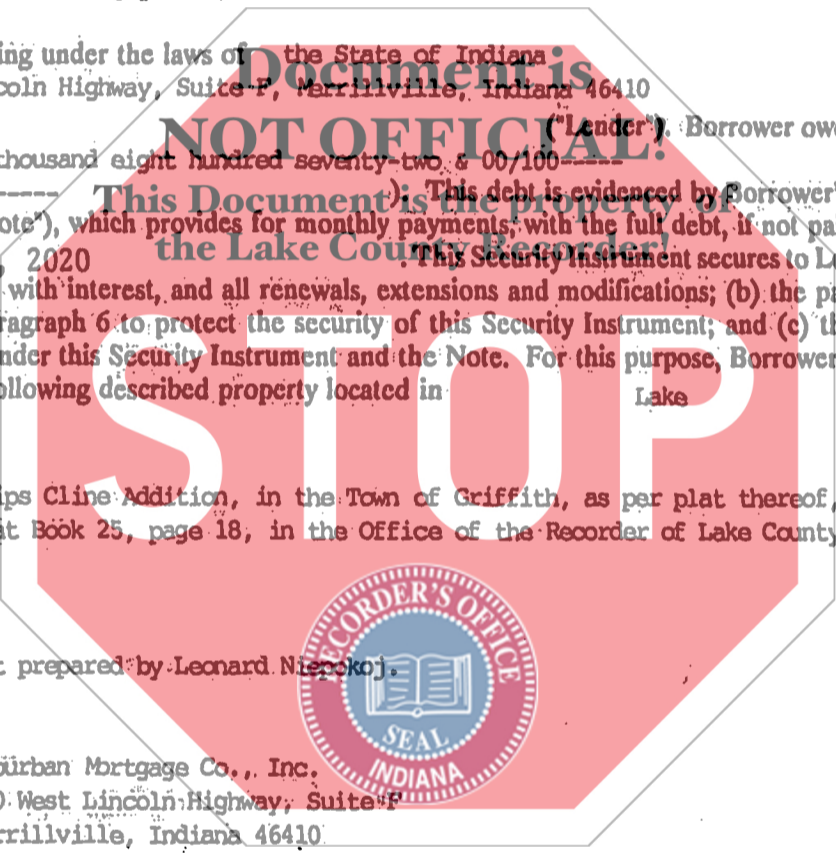 ing under the laws of the State of Indiana
coln Highway, Suite F, Merrillville, Indiana 46410
Document is
NOT OFFICIAL!
This Document is the property of
the Lake County Recorder!
("Lender"). Borrower owe
thousand eight hundred seventy-two & 00/100-----
----- ). This debt is evidenced by Borrower'
ote"), which provides for monthly payments, with the full debt, if not pa
, 2020 . This Security Instrument secures to L
with interest, and all renewals, extensions and modifications; (b) the
ragraph 6 to protect the security of this Security Instrument; and (c) th
nder this Security Instrument and the Note. For this purpose, Borrower
ollowing described property located in Lake
STOP
ips Cline Addition, in the Town of Griffith, as per plat thereof,
at Book 25, page 18, in the Office of the Recorder of Lake County
RECORDER'S OFFICE
SEAL
INDIANA
prepared by Leonard Niepokoj.
urban Mortgage Co., Inc.
0 West Lincoln Highway, Suite F
rrillville, Indiana 46410